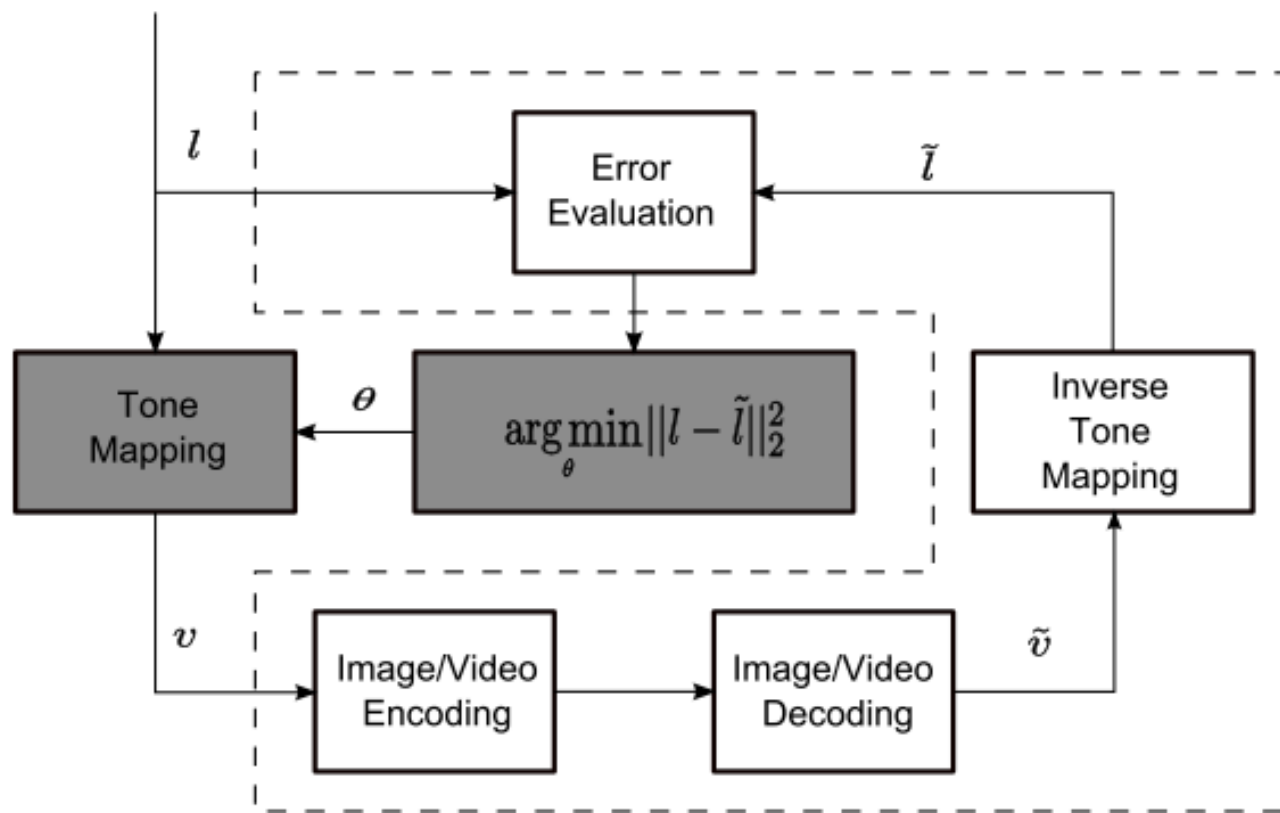 l
Error
Evaluation
l̃
Tone
Mapping
θ
arg min||l − l̃||₂²
θ
Inverse
Tone
Mapping
v
Image/Video
Encoding
Image/Video
Decoding
ṽ